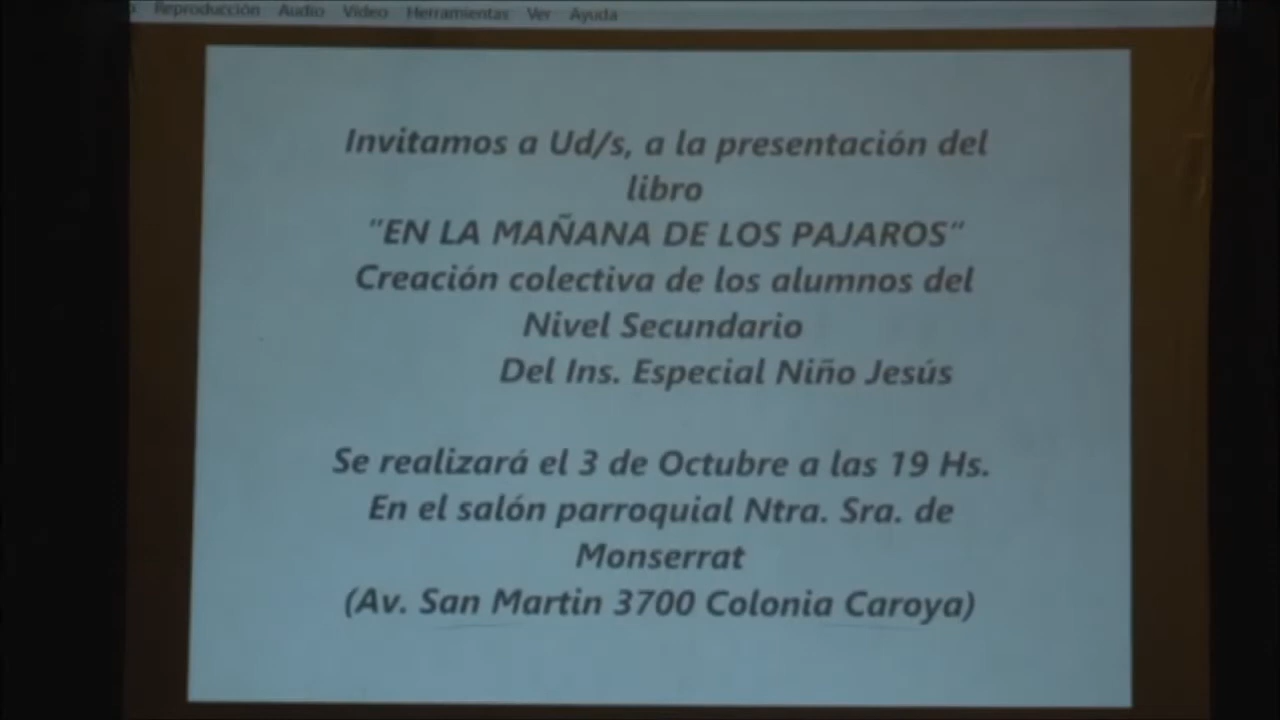 Reproducción Audio Vídeo Herramientas Ver Ayuda
Invitamos a Ud/s, a la presentación del
libro
"EN LA MAÑANA DE LOS PAJAROS"
Creación colectiva de los alumnos del
Nivel Secundario
Del Ins. Especial Niño Jesús
Se realizará el 3 de Octubre a las 19 Hs.
En el salón parroquial Ntra. Sra. de
Monserrat
(Av. San Martin 3700 Colonia Caroya)